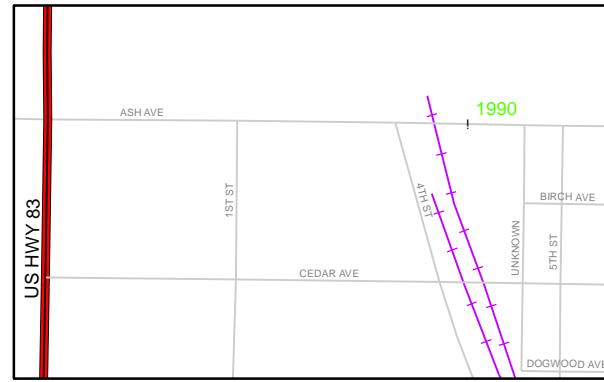 1990
ASH AVE
US HWY 83
1ST ST
4TH ST
UNKNOWN
5TH ST
BIRCH AVE
CEDAR AVE
DOGWOOD AVE